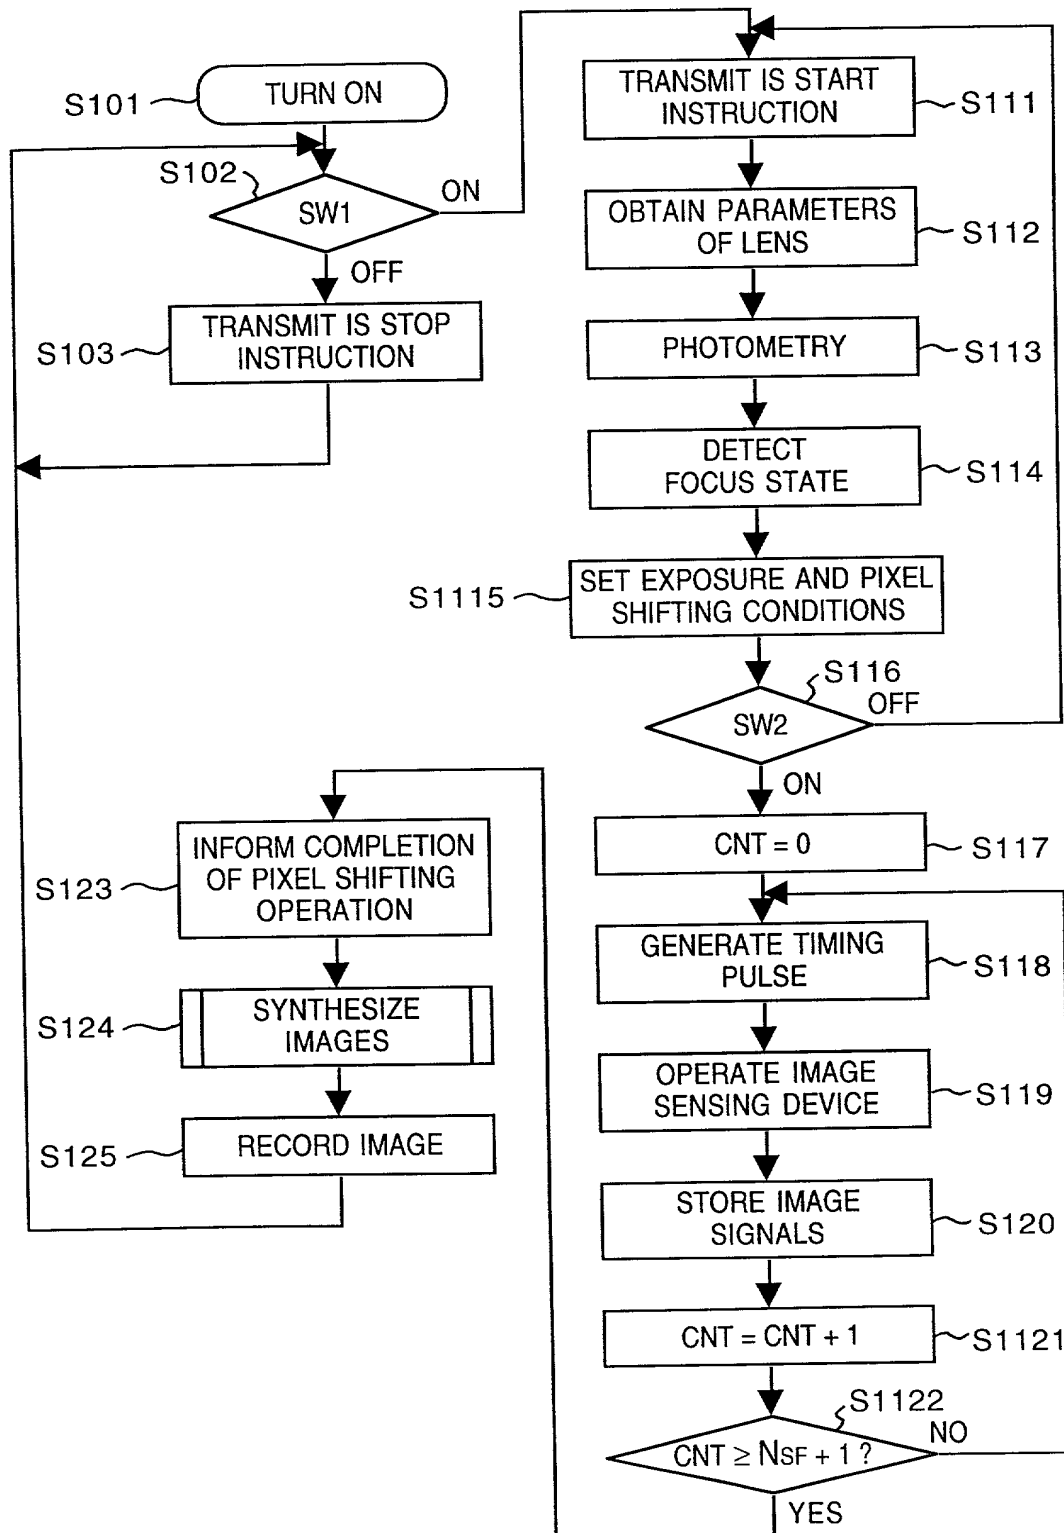 S101
TURN ON
S102
SW1
ON
OFF
S103
TRANSMIT IS STOP
INSTRUCTION
TRANSMIT IS START
INSTRUCTION
S111
OBTAIN PARAMETERS
OF LENS
S112
PHOTOMETRY
S113
DETECT
FOCUS STATE
S114
S1115
SET EXPOSURE AND PIXEL
SHIFTING CONDITIONS
S116
SW2
OFF
ON
CNT = 0
S117
GENERATE TIMING
PULSE
S118
OPERATE IMAGE
SENSING DEVICE
S119
STORE IMAGE
SIGNALS
S120
CNT = CNT + 1
S1121
S1122
CNT ≥ NSF + 1 ?
NO
YES
S123
INFORM COMPLETION
OF PIXEL SHIFTING
OPERATION
S124
SYNTHESIZE
IMAGES
S125
RECORD IMAGE